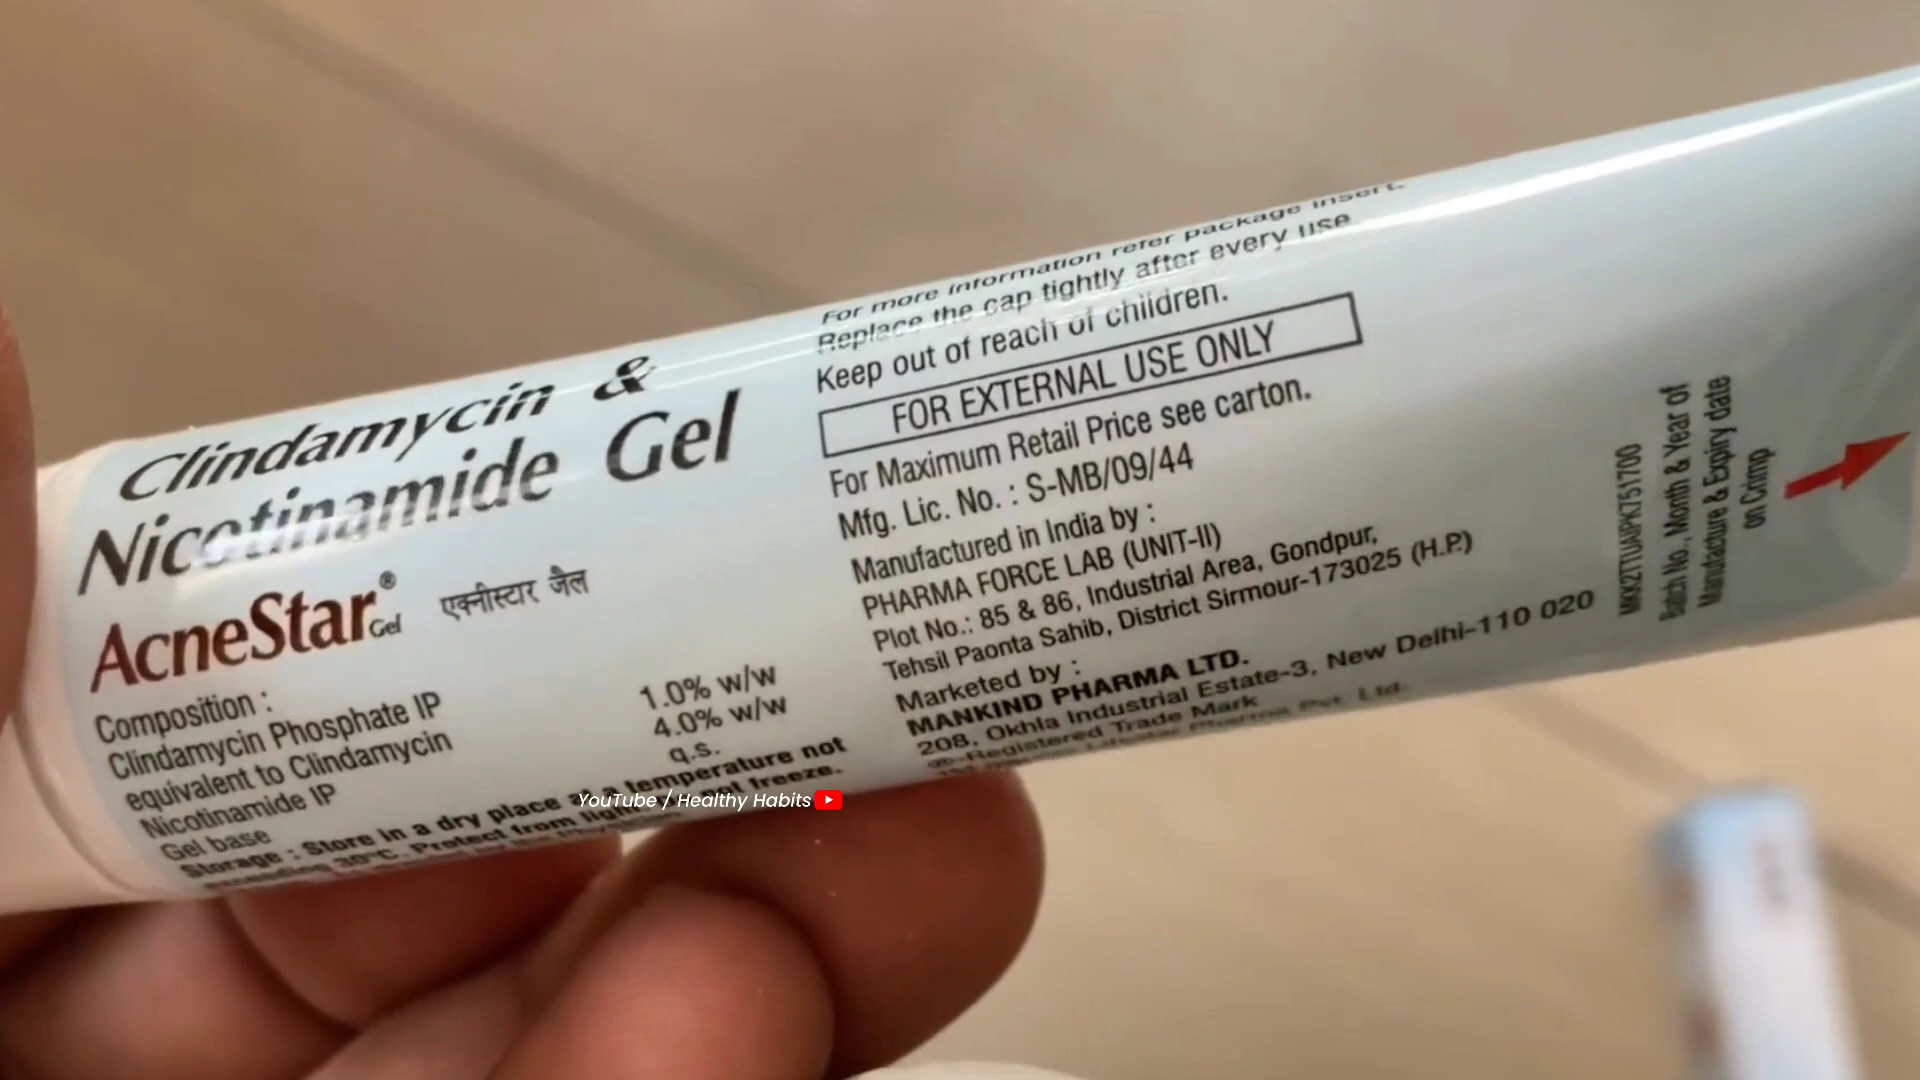 Clindamycin &
Nicotinamide Gel
AcneStar®
Gel
एक्नीस्टार जैल
Composition :
Clindamycin Phosphate IP
equivalent to Clindamycin 1.0% w/w
Nicotinamide IP 4.0% w/w
Gel base q.s.
Storage : Store in a dry place at a temperature not
exceeding 30°C. Protect from light. Do not freeze.
For more information refer package insert.
Replace the cap tightly after every use
Keep out of reach of children.
FOR EXTERNAL USE ONLY
For Maximum Retail Price see carton.
Mfg. Lic. No. : S-MB/09/44
Manufactured in India by :
PHARMA FORCE LAB (UNIT-II)
Plot No.: 85 & 86, Industrial Area, Gondpur,
Tehsil Paonta Sahib, District Sirmour-173025 (H.P.)
Marketed by :
MANKIND PHARMA LTD.
208, Okhla Industrial Estate-3, New Delhi-110 020
®-Registered Trade Mark
Pharma Pvt. Ltd.
Batch No., Month & Year of
Manufacture & Expiry date
on Crimp
YouTube / Healthy Habits